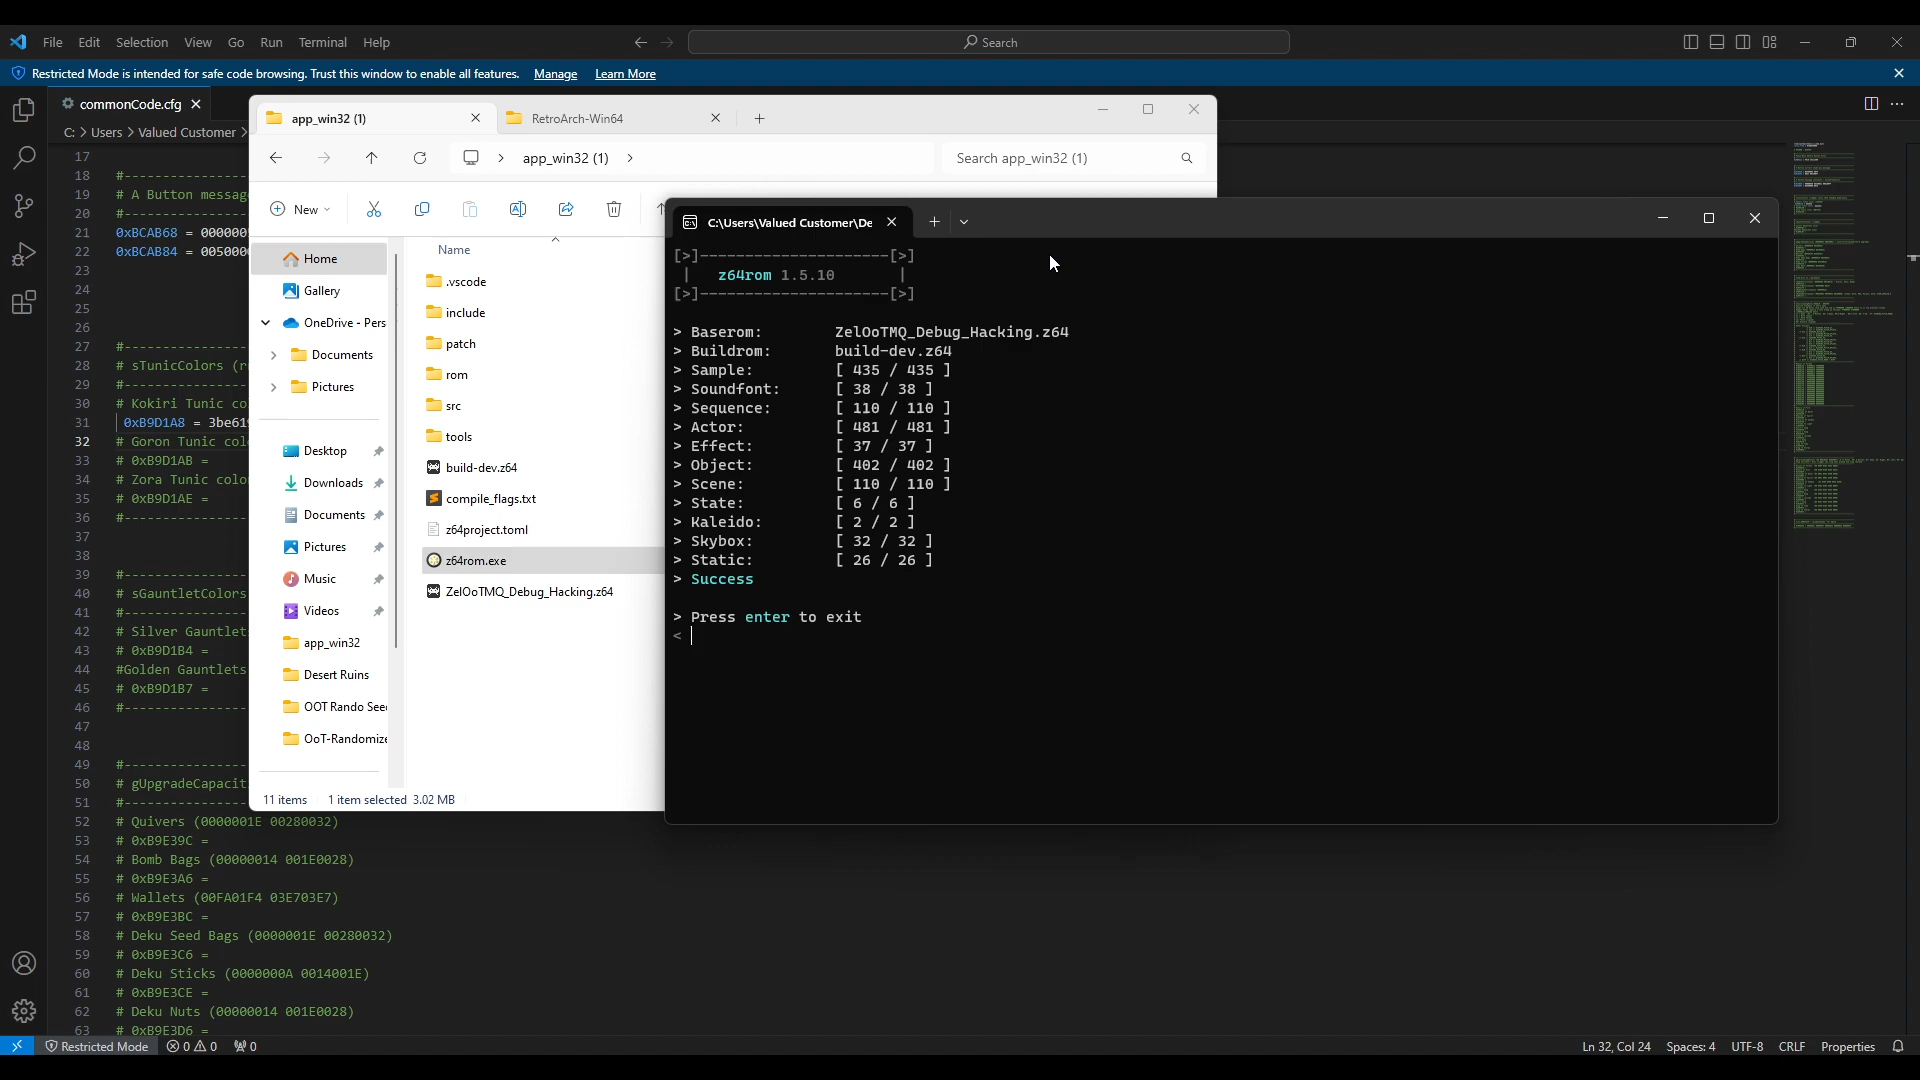 File Edit Selection View Go Run Terminal Help
Search
Restricted Mode is intended for safe code browsing. Trust this window to enable all features. Manage Learn More
commonCode.cfg
C: > Users > Valued Customer >
17
18 #-----------------
19 # A Button messag
20 #-----------------
21 0xBCAB68 = 0000000
22 0xBCAB84 = 005000
23
24
25
26
27 #-----------------
28 # sTunicColors (r
29 #-----------------
30 # Kokiri Tunic co
31 0xB9D1A8 = 3be61
32 # Goron Tunic col
33 # 0xB9D1AB =
34 # Zora Tunic colo
35 # 0xB9D1AE =
36 #-----------------
37
38
39 #-----------------
40 # sGauntletColors
41 #-----------------
42 # Silver Gauntlet
43 # 0xB9D1B4 =
44 #Golden Gauntlets
45 # 0xB9D1B7 =
46 #-----------------
47
48
49 #-----------------
50 # gUpgradeCapacit
51 #-----------------
52 # Quivers (0000001E 00280032)
53 # 0xB9E39C =
54 # Bomb Bags (00000014 001E0028)
55 # 0xB9E3A6 =
56 # Wallets (00FA01F4 03E703E7)
57 # 0xB9E3BC =
58 # Deku Seed Bags (0000001E 00280032)
59 # 0xB9E3C6 =
60 # Deku Sticks (0000000A 0014001E)
61 # 0xB9E3CE =
62 # Deku Nuts (00000014 001E0028)
63 # 0xB9E3D6 =
app_win32 (1)
RetroArch-Win64
app_win32 (1)
Search app_win32 (1)
New
Home
Gallery
OneDrive - Pers
Documents
Pictures
Desktop
Downloads
Documents
Pictures
Music
Videos
app_win32
Desert Ruins
OOT Rando See
OoT-Randomize
Name
.vscode
include
patch
rom
src
tools
build-dev.z64
compile_flags.txt
z64project.toml
z64rom.exe
ZelOoTMQ_Debug_Hacking.z64
11 items 1 item selected 3.02 MB
C:\Users\Valued Customer\De
[>]---------------------[>]
| z64rom 1.5.10 |
[>]---------------------[>]
> Baserom: ZelOoTMQ_Debug_Hacking.z64
> Buildrom: build-dev.z64
> Sample: [ 435 / 435 ]
> Soundfont: [ 38 / 38 ]
> Sequence: [ 110 / 110 ]
> Actor: [ 481 / 481 ]
> Effect: [ 37 / 37 ]
> Object: [ 402 / 402 ]
> Scene: [ 110 / 110 ]
> State: [ 6 / 6 ]
> Kaleido: [ 2 / 2 ]
> Skybox: [ 32 / 32 ]
> Static: [ 26 / 26 ]
> Success
> Press enter to exit
<
Restricted Mode 0 0 0
Ln 32, Col 24 Spaces: 4 UTF-8 CRLF Properties